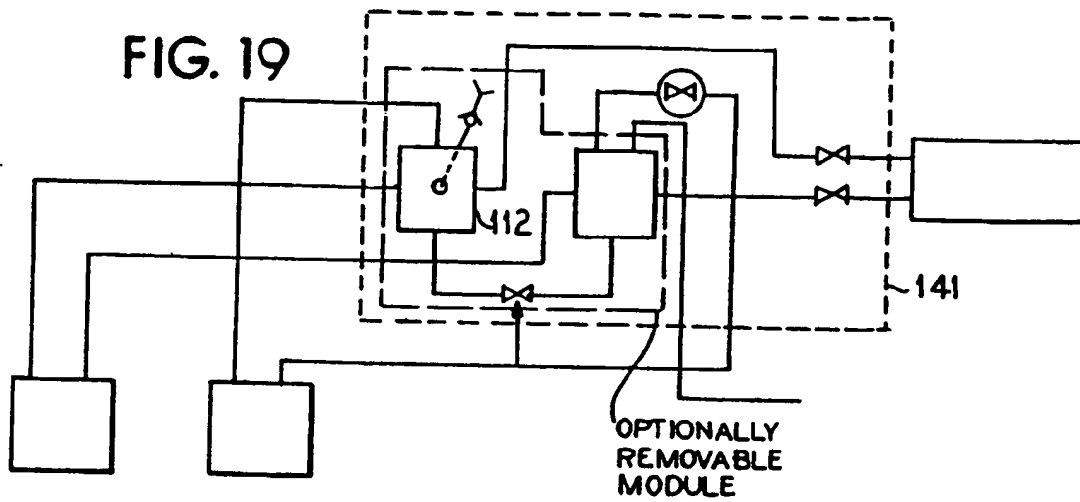 FIG. 19
112
141
OPTIONALLY
REMOVABLE
MODULE